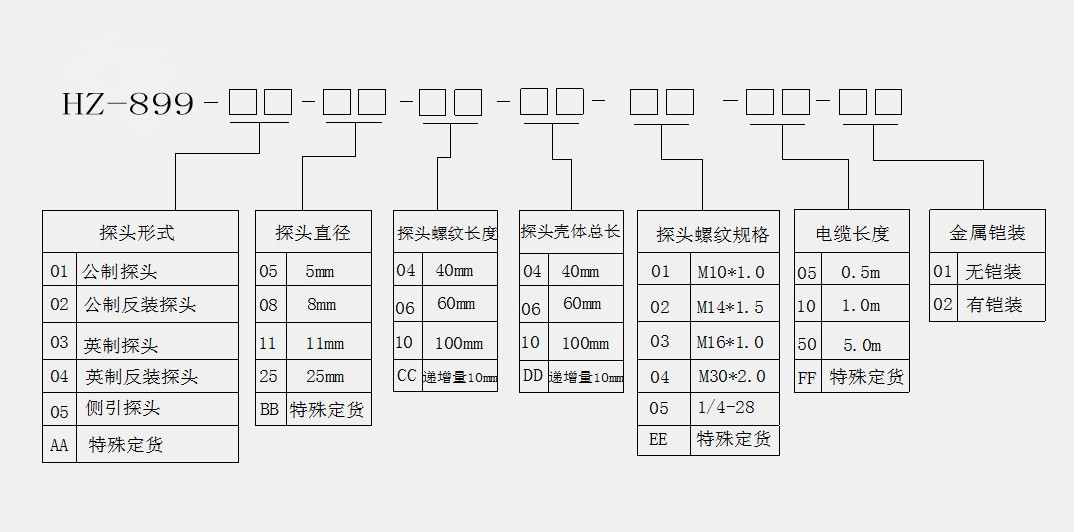 HZ-899-□□-□□-□□-□□-□□-□□-□□
探头形式
01 公制探头
02 公制反装探头
03 英制探头
04 英制反装探头
05 侧引探头
AA 特殊定货
探头直径
05 5mm
08 8mm
11 11mm
25 25mm
BB 特殊定货
探头螺纹长度
04 40mm
06 60mm
10 100mm
CC 递增量10mm
探头壳体总长
04 40mm
06 60mm
10 100mm
DD 递增量10mm
探头螺纹规格
01 M10*1.0
02 M14*1.5
03 M16*1.0
04 M30*2.0
05 1/4-28
EE 特殊定货
电缆长度
05 0.5m
10 1.0m
50 5.0m
FF 特殊定货
金属铠装
01 无铠装
02 有铠装